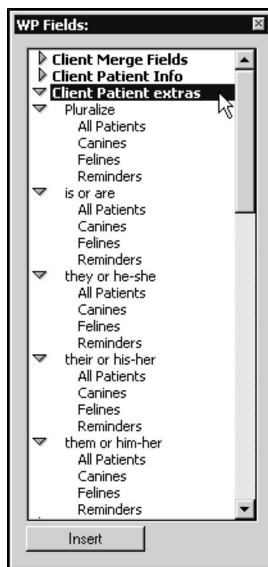 WP Fields:
Client Merge Fields
Client Patient Info
Client Patient extras
Pluralize
All Patients
Canines
Felines
Reminders
is or are
All Patients
Canines
Felines
Reminders
they or he-she
All Patients
Canines
Felines
Reminders
their or his-her
All Patients
Canines
Felines
Reminders
them or him-her
All Patients
Canines
Felines
Reminders
Insert